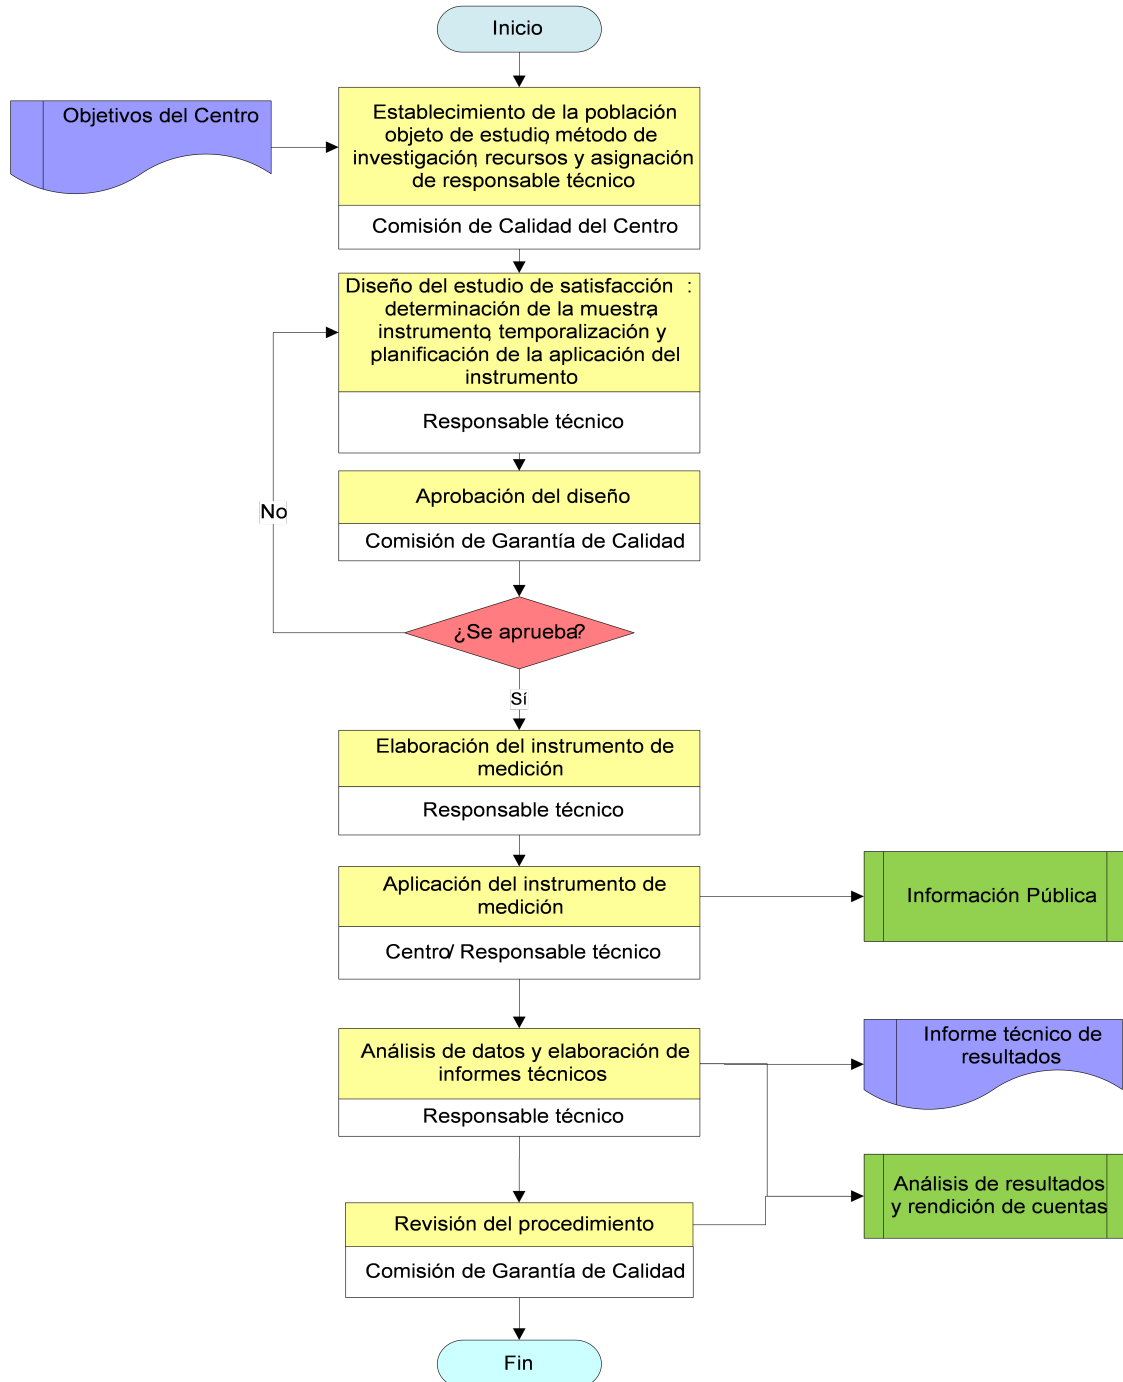 Inicio
Objetivos del Centro
Establecimiento de la población
objeto de estudio, método de
investigación, recursos y asignación
de responsable técnico
Comisión de Calidad del Centro
Diseño del estudio de satisfacción :
determinación de la muestra,
instrumento, temporalización y
planificación de la aplicación del
instrumento
Responsable técnico
Aprobación del diseño
Comisión de Garantía de Calidad
No
¿Se aprueba?
Sí
Elaboración del instrumento de
medición
Responsable técnico
Aplicación del instrumento de
medición
Centro/ Responsable técnico
Información Pública
Análisis de datos y elaboración de
informes técnicos
Responsable técnico
Informe técnico de
resultados
Análisis de resultados
y rendición de cuentas
Revisión del procedimiento
Comisión de Garantía de Calidad
Fin